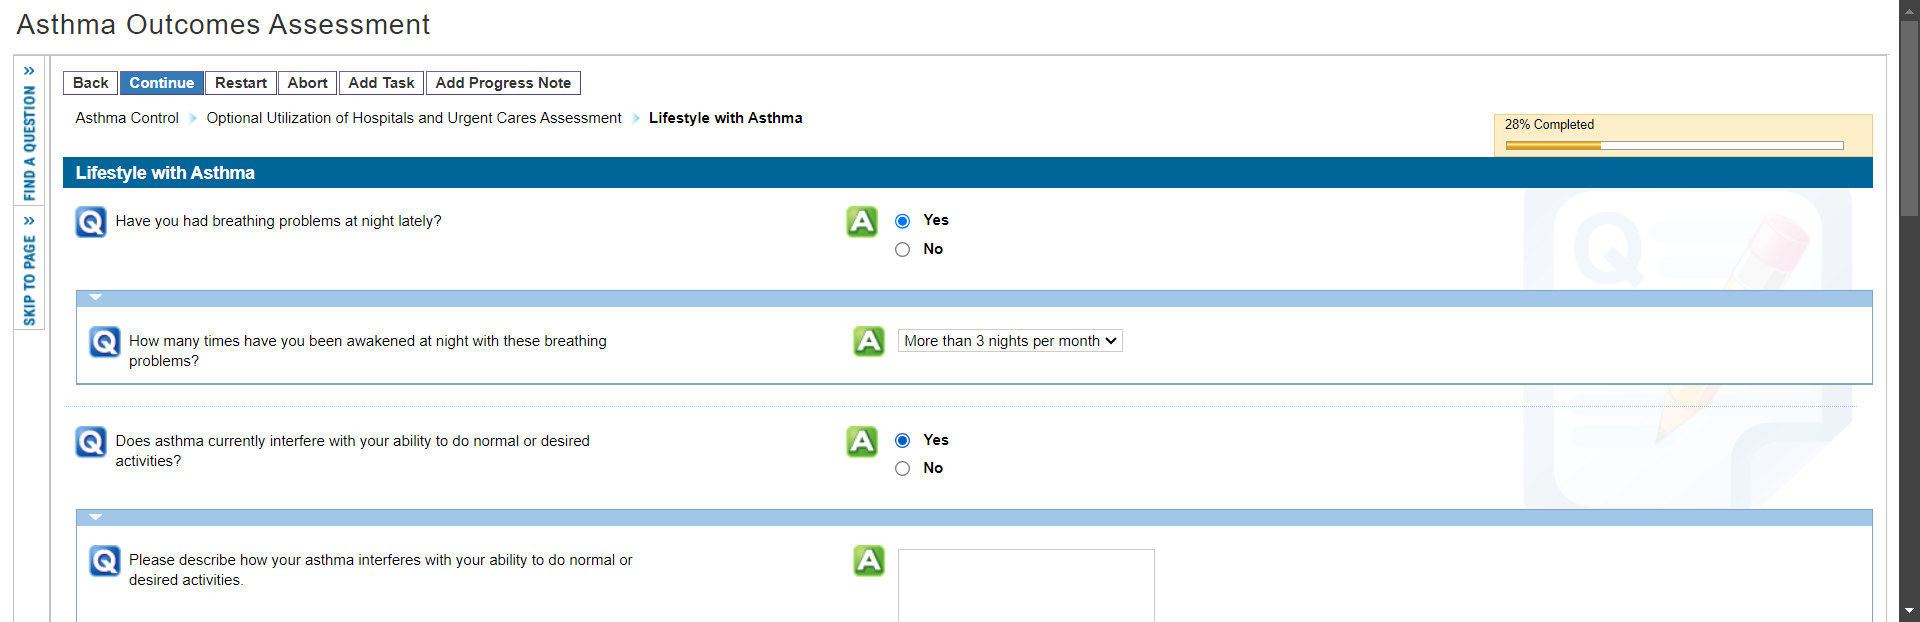 Asthma Outcomes Assessment
» FIND A QUESTION
» SKIP TO PAGE
Back Continue Restart Abort Add Task Add Progress Note
Asthma Control Optional Utilization of Hospitals and Urgent Cares Assessment Lifestyle with Asthma
28% Completed
Lifestyle with Asthma
Q Have you had breathing problems at night lately? A Yes
No
Q How many times have you been awakened at night with these breathing A More than 3 nights per month
problems?
Q Does asthma currently interfere with your ability to do normal or desired A Yes
activities? No
Q Please describe how your asthma interferes with your ability to do normal or A
desired activities.